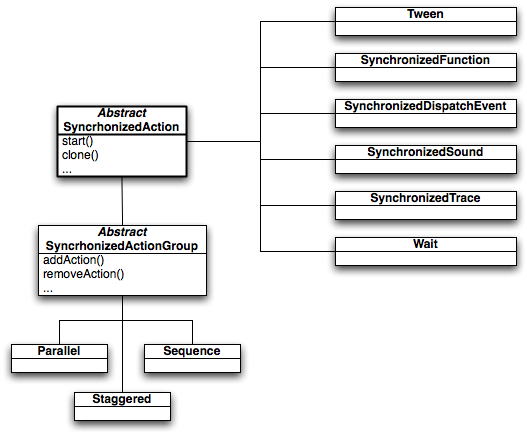 Tween
SynchronizedFunction
SynchronizedDispatchEvent
SynchronizedSound
SynchronizedTrace
Wait
Abstract
SyncrhonizedAction
start()
clone()
...
Abstract
SyncrhonizedActionGroup
addAction()
removeAction()
...
Parallel
Sequence
Staggered